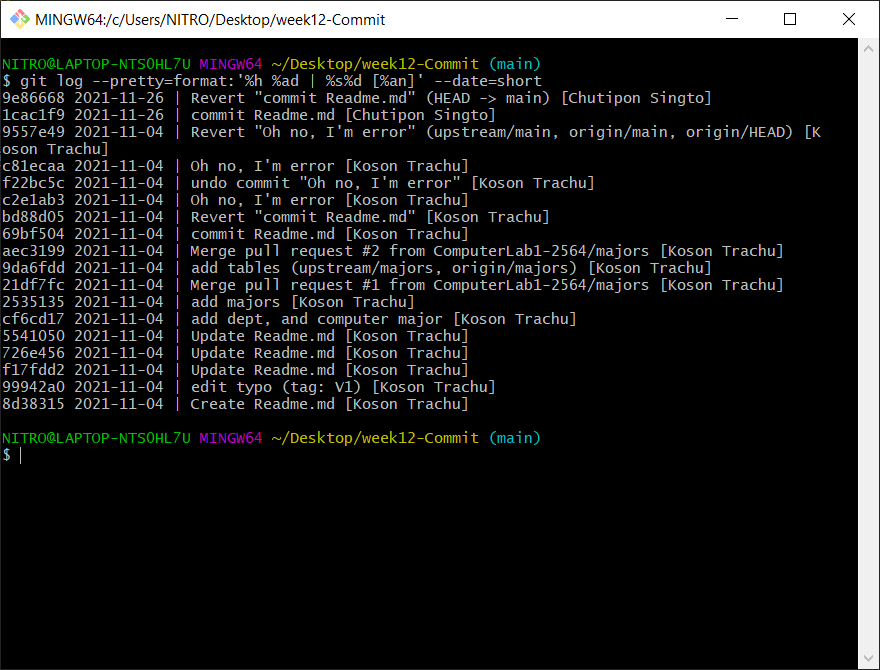 MINGW64:/c/Users/NITRO/Desktop/week12-Commit
NITRO@LAPTOP-NTS0HL7U MINGW64 ~/Desktop/week12-Commit (main)
$ git log --pretty=format:'%h %ad | %s%d [%an]' --date=short
9e86668 2021-11-26 | Revert "commit Readme.md" (HEAD -> main) [Chutipon Singto]
1cac1f9 2021-11-26 | commit Readme.md [Chutipon Singto]
9557e49 2021-11-04 | Revert "Oh no, I'm error" (upstream/main, origin/main, origin/HEAD) [K
oson Trachu]
c81ecaa 2021-11-04 | Oh no, I'm error [Koson Trachu]
f22bc5c 2021-11-04 | undo commit "Oh no, I'm error" [Koson Trachu]
c2e1ab3 2021-11-04 | Oh no, I'm error [Koson Trachu]
bd88d05 2021-11-04 | Revert "commit Readme.md" [Koson Trachu]
69bf504 2021-11-04 | commit Readme.md [Koson Trachu]
aec3199 2021-11-04 | Merge pull request #2 from ComputerLab1-2564/majors [Koson Trachu]
9da6fdd 2021-11-04 | add tables (upstream/majors, origin/majors) [Koson Trachu]
21df7fc 2021-11-04 | Merge pull request #1 from ComputerLab1-2564/majors [Koson Trachu]
2535135 2021-11-04 | add majors [Koson Trachu]
cf6cd17 2021-11-04 | add dept, and computer major [Koson Trachu]
5541050 2021-11-04 | Update Readme.md [Koson Trachu]
726e456 2021-11-04 | Update Readme.md [Koson Trachu]
f17fdd2 2021-11-04 | Update Readme.md [Koson Trachu]
99942a0 2021-11-04 | edit typo (tag: V1) [Koson Trachu]
8d38315 2021-11-04 | Create Readme.md [Koson Trachu]
NITRO@LAPTOP-NTS0HL7U MINGW64 ~/Desktop/week12-Commit (main)
$